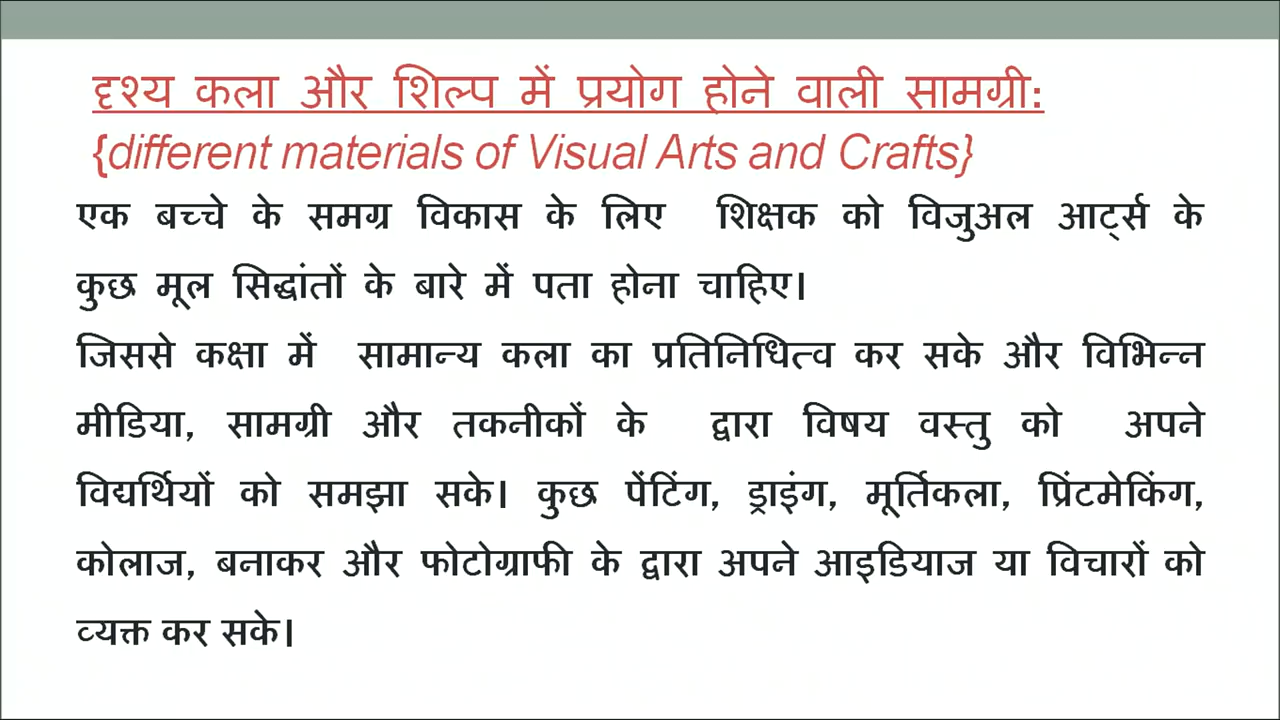 दृश्य कला और शिल्प में प्रयोग होने वाली सामग्री:
{different materials of Visual Arts and Crafts}
एक बच्चे के समग्र विकास के लिए शिक्षक को विजुअल आर्ट्स के
कुछ मूल सिद्धांतों के बारे में पता होना चाहिए।
जिससे कक्षा में सामान्य कला का प्रतिनिधित्व कर सके और विभिन्न
मीडिया, सामग्री और तकनीकों के द्वारा विषय वस्तु को अपने
विद्यर्थियों को समझा सके। कुछ पेंटिंग, ड्राइंग, मूर्तिकला, प्रिंटमेकिंग,
कोलाज, बनाकर और फोटोग्राफी के द्वारा अपने आइडियाज या विचारों को
व्यक्त कर सके।